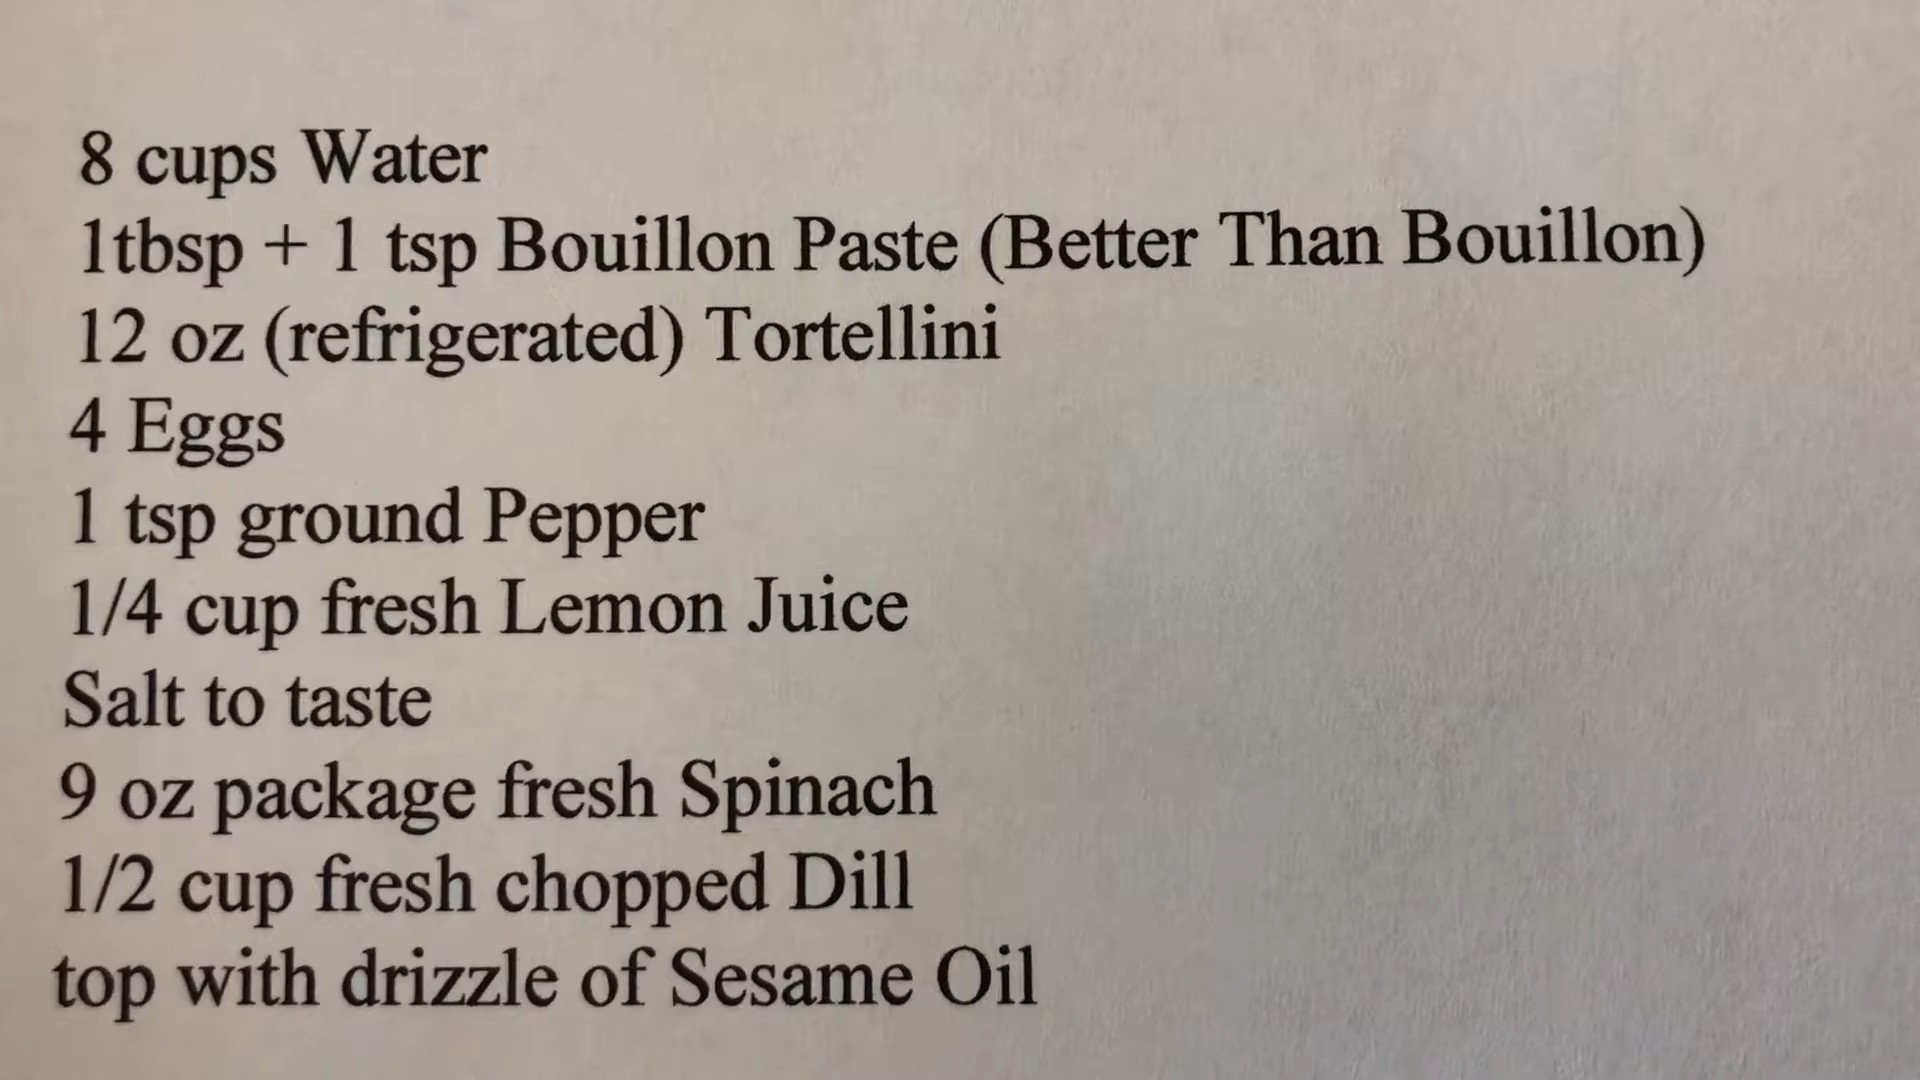 8 cups Water
1tbsp + 1 tsp Bouillon Paste (Better Than Bouillon)
12 oz (refrigerated) Tortellini
4 Eggs
1 tsp ground Pepper
1/4 cup fresh Lemon Juice
Salt to taste
9 oz package fresh Spinach
1/2 cup fresh chopped Dill
top with drizzle of Sesame Oil